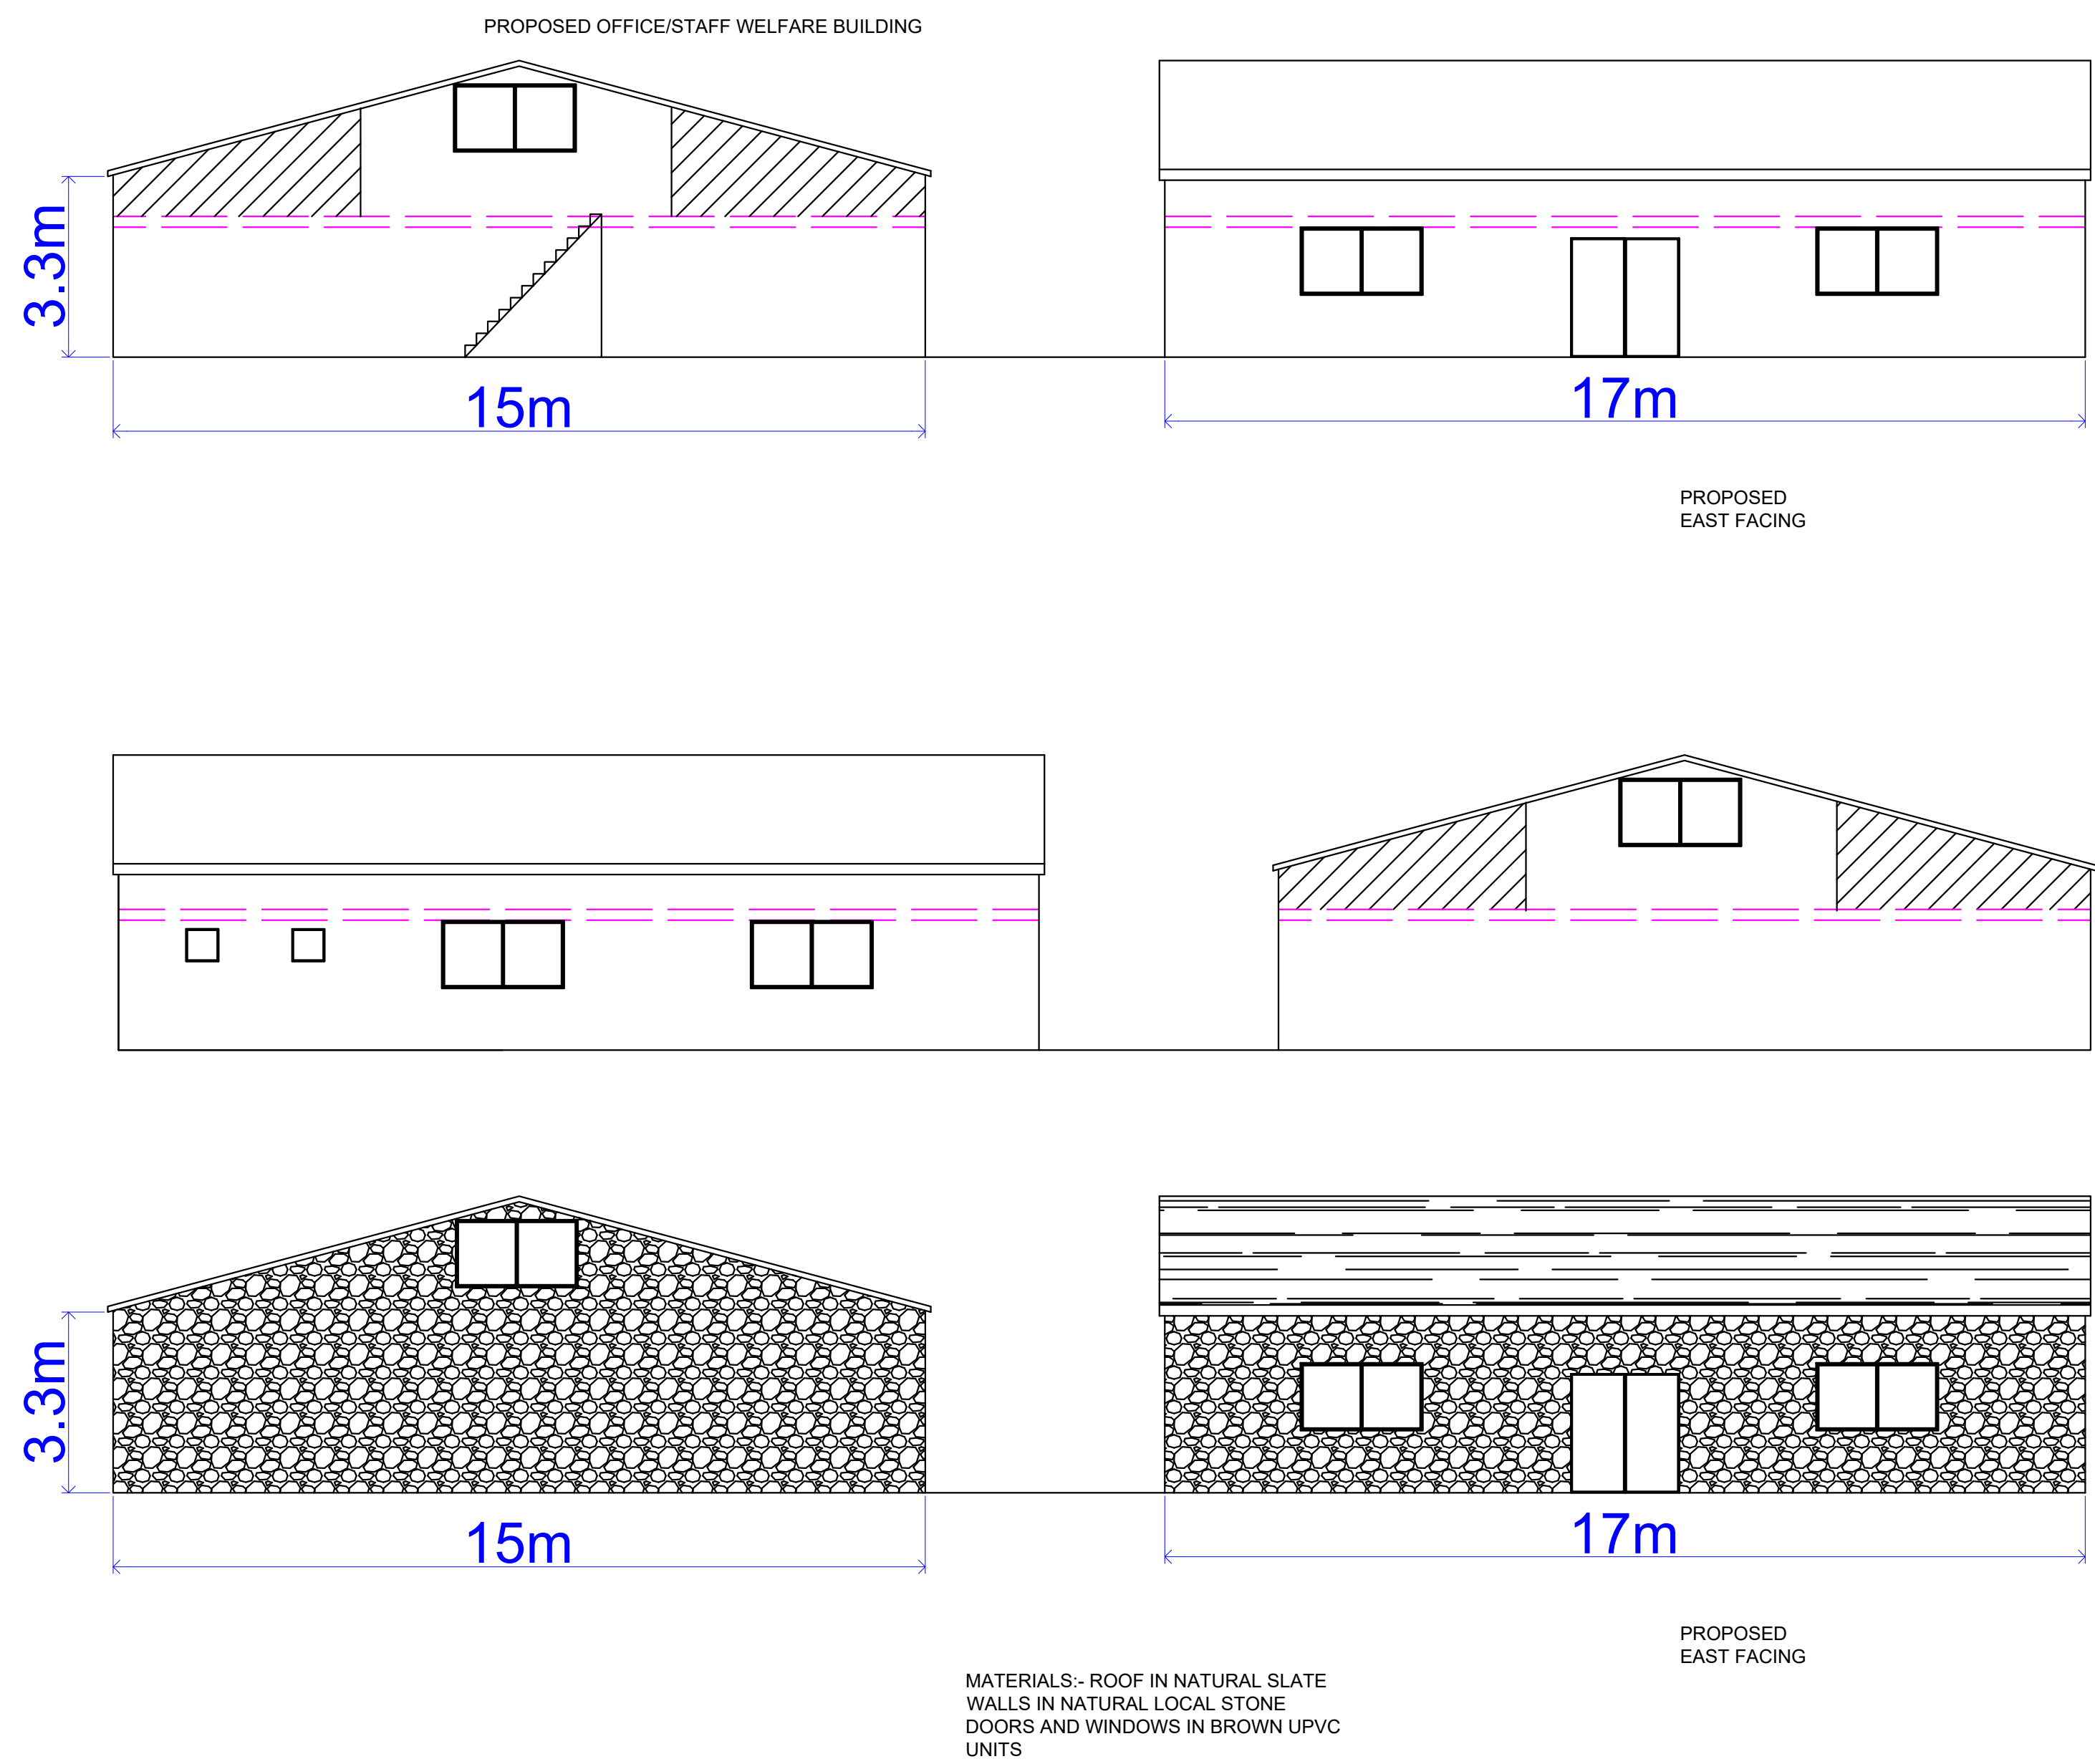 PROPOSED OFFICE/STAFF WELFARE BUILDING
3.3m
15m
17m
PROPOSED
EAST FACING
3.3m
15m
17m
PROPOSED
EAST FACING
MATERIALS:- ROOF IN NATURAL SLATE
WALLS IN NATURAL LOCAL STONE
DOORS AND WINDOWS IN BROWN UPVC
UNITS